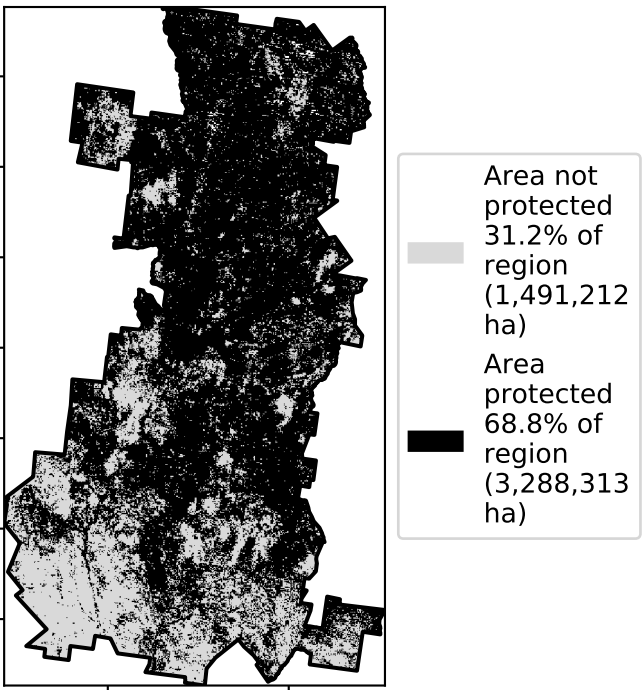 Area not
protected
31.2% of
region
(1,491,212
ha)
Area
protected
68.8% of
region
(3,288,313
ha)